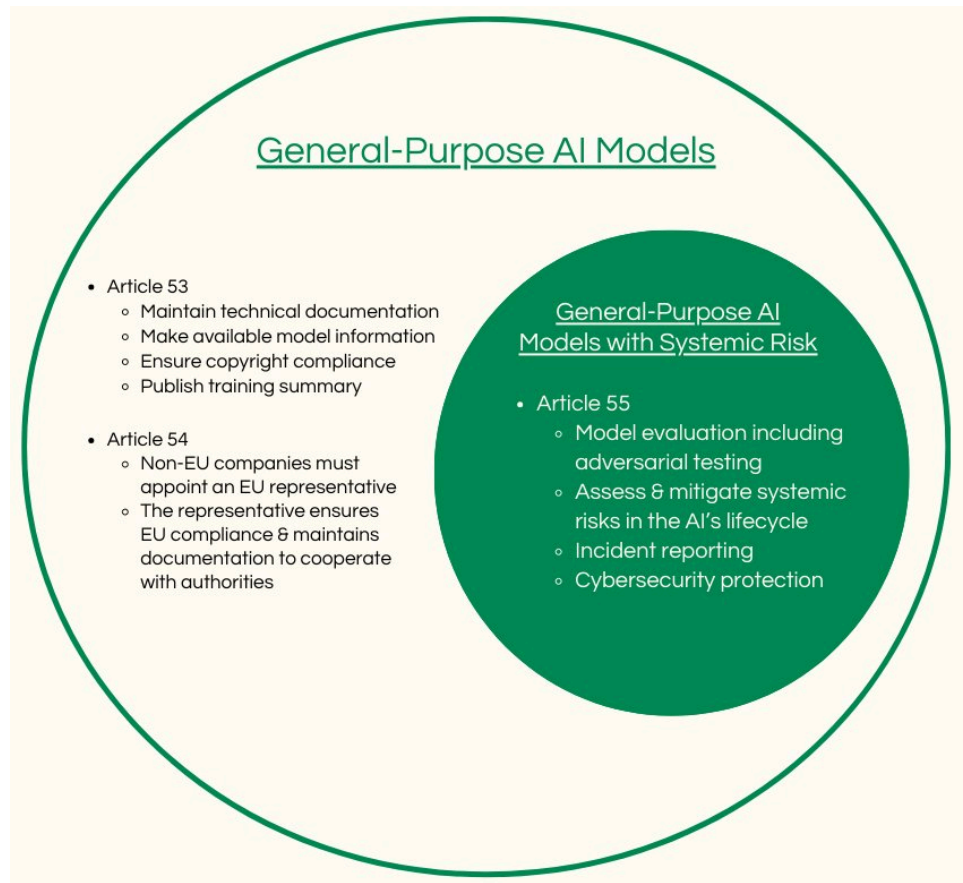 General-Purpose AI Models
• Article 53
◦ Maintain technical documentation
◦ Make available model information
◦ Ensure copyright compliance
◦ Publish training summary
• Article 54
◦ Non-EU companies must
appoint an EU representative
◦ The representative ensures
EU compliance & maintains
documentation to cooperate
with authorities
General-Purpose AI
Models with Systemic Risk
• Article 55
◦ Model evaluation including
adversarial testing
◦ Assess & mitigate systemic
risks in the AI’s lifecycle
◦ Incident reporting
◦ Cybersecurity protection